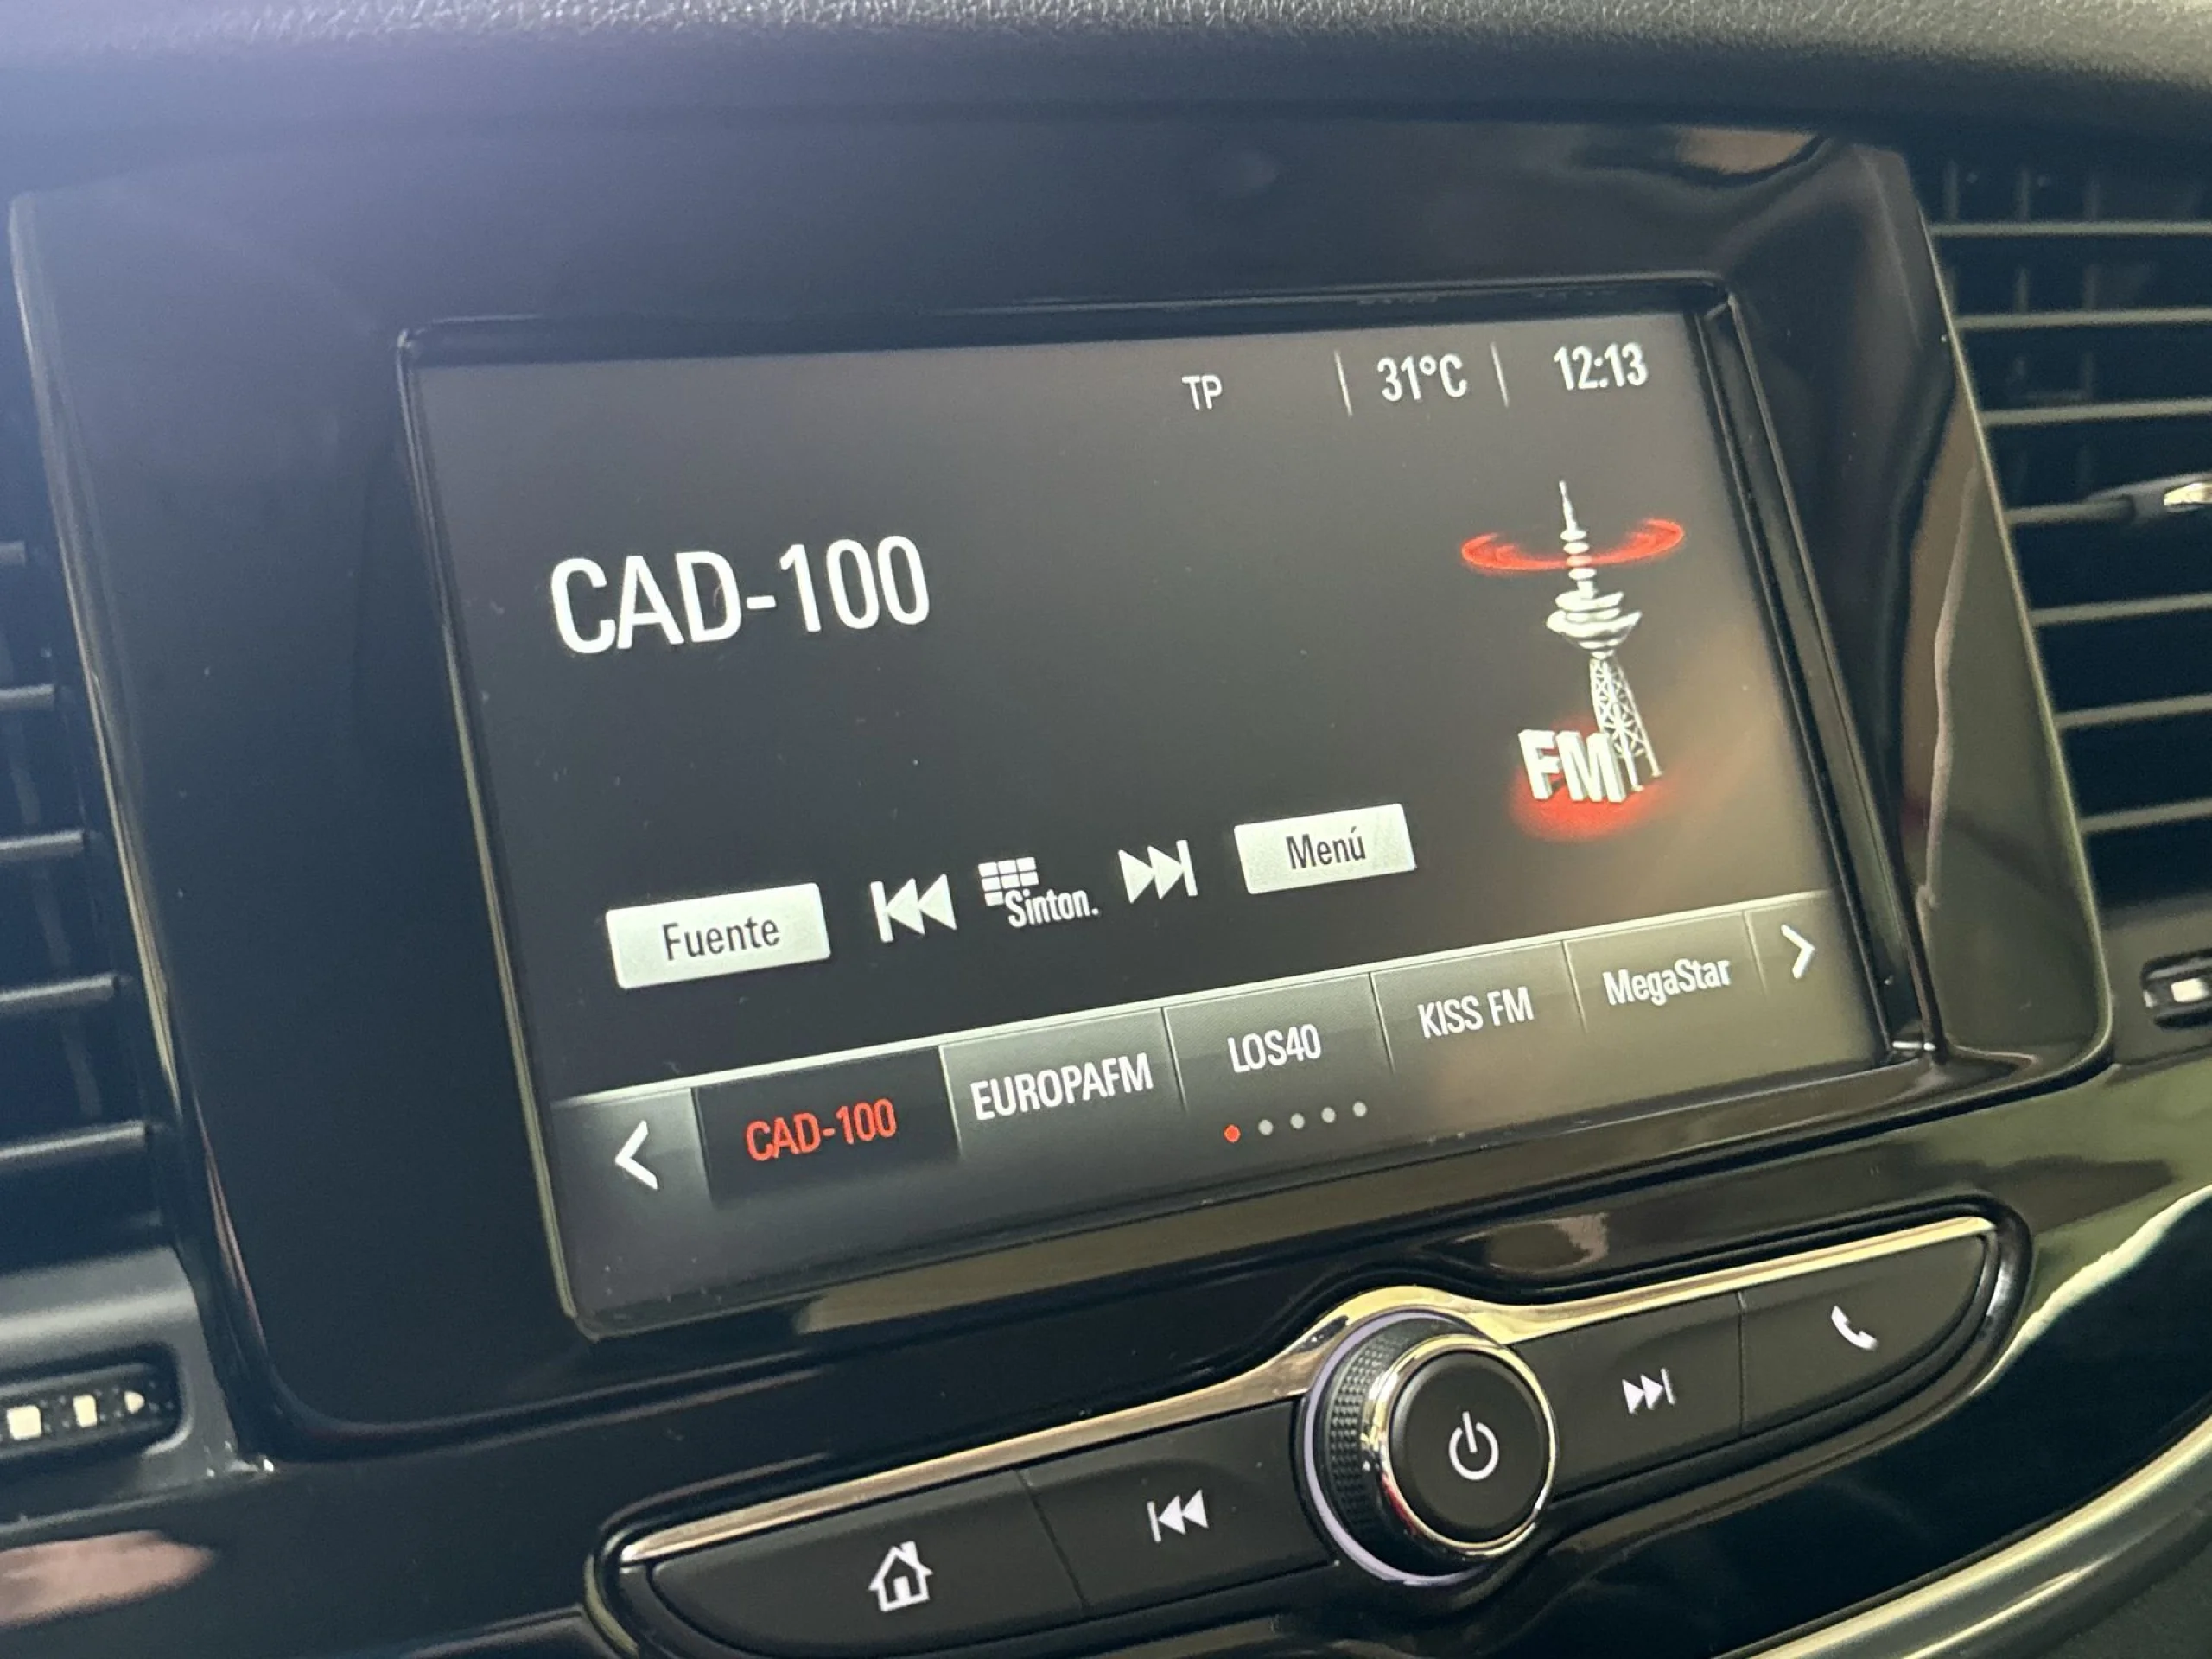 TP 31°C 12:13
CAD-100
FM
Fuente Sinton. Menú
CAD-100 EUROPAFM LOS40 KISS FM MegaStar